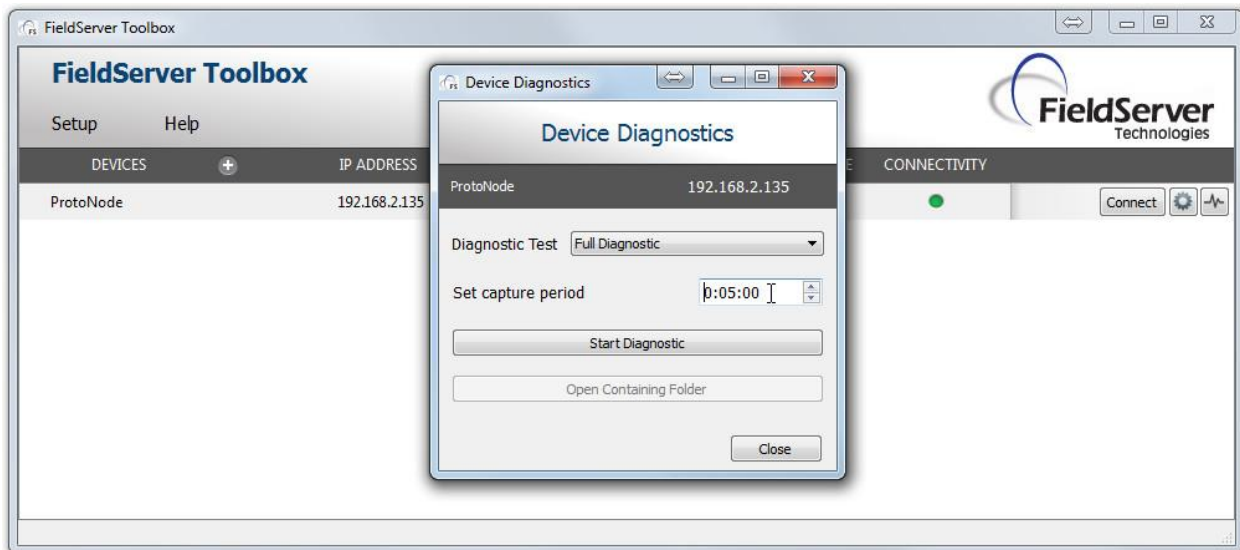 FieldServer Toolbox
FieldServer Toolbox
Setup Help
FieldServer
Technologies
DEVICES IP ADDRESS E CONNECTIVITY
ProtoNode 192.168.2.135 Connect
Device Diagnostics
Device Diagnostics
ProtoNode 192.168.2.135
Diagnostic Test Full Diagnostic
Set capture period 0:05:00
Start Diagnostic
Open Containing Folder
Close